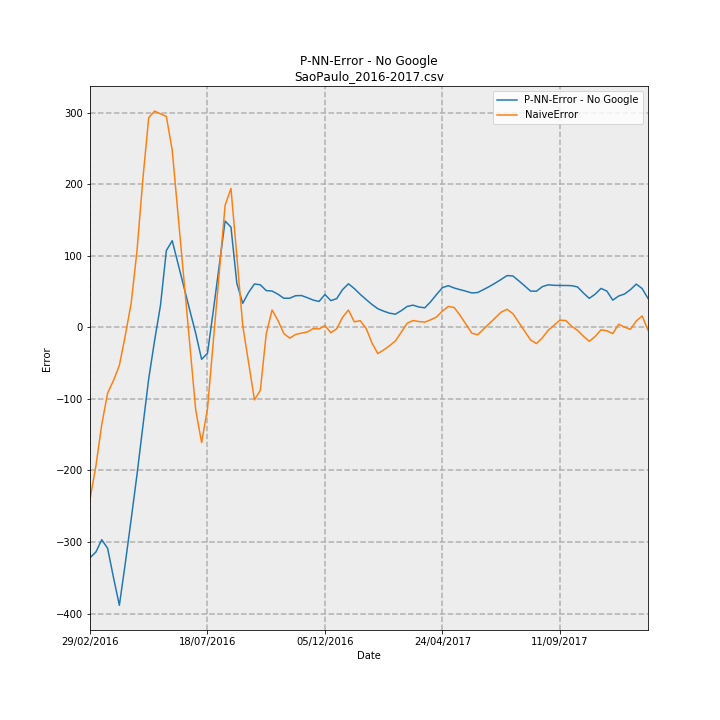 P-NN-Error - No Google
SaoPaulo_2016-2017.csv
P-NN-Error - No Google
NaiveError
300
200
100
0
−100
−200
−300
−400
Error
29/02/2016
18/07/2016
05/12/2016
24/04/2017
11/09/2017
Date